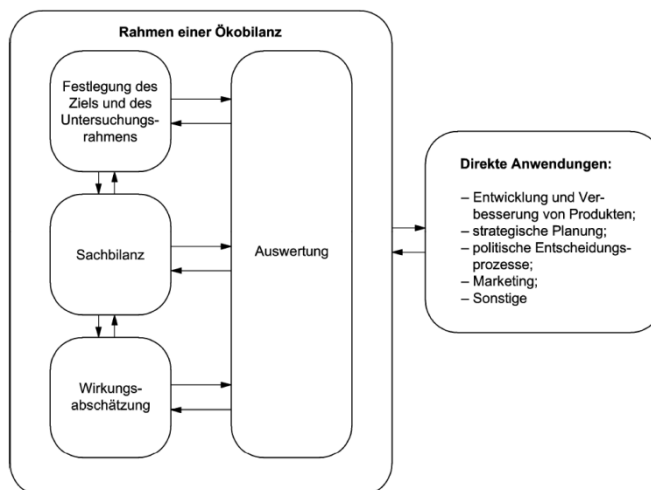 Rahmen einer Ökobilanz
Festlegung des
Ziels und des
Untersuchungs-
rahmens
Sachbilanz
Wirkungs-
abschätzung
Auswertung
Direkte Anwendungen:
– Entwicklung und Ver-
besserung von Produkten;
– strategische Planung;
– politische Entscheidungs-
prozesse;
– Marketing;
– Sonstige